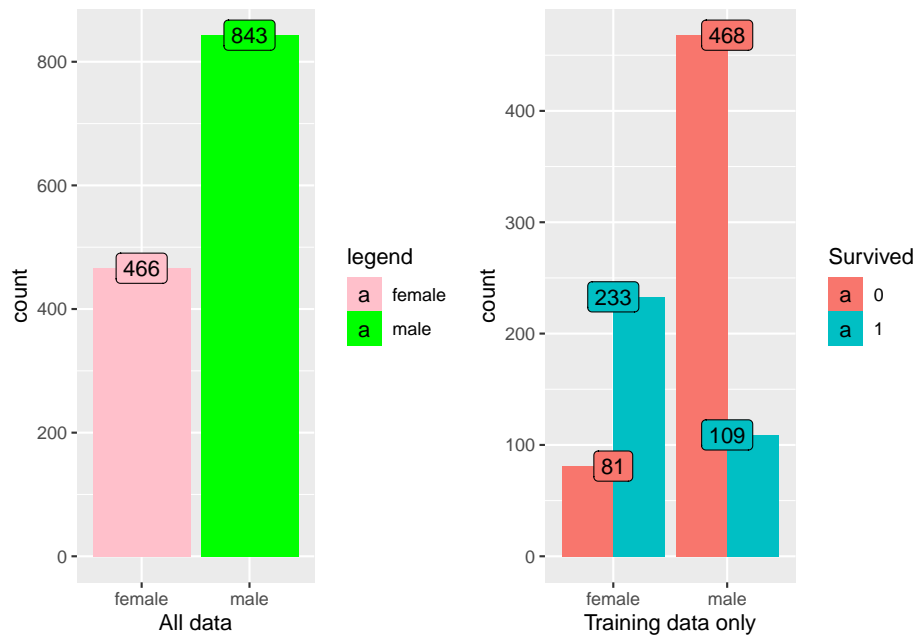 count
800
600
400
200
0
843
466
female
male
All data
legend
a female
a male
count
400
300
200
100
0
468
233
109
81
female
male
Training data only
Survived
a 0
a 1